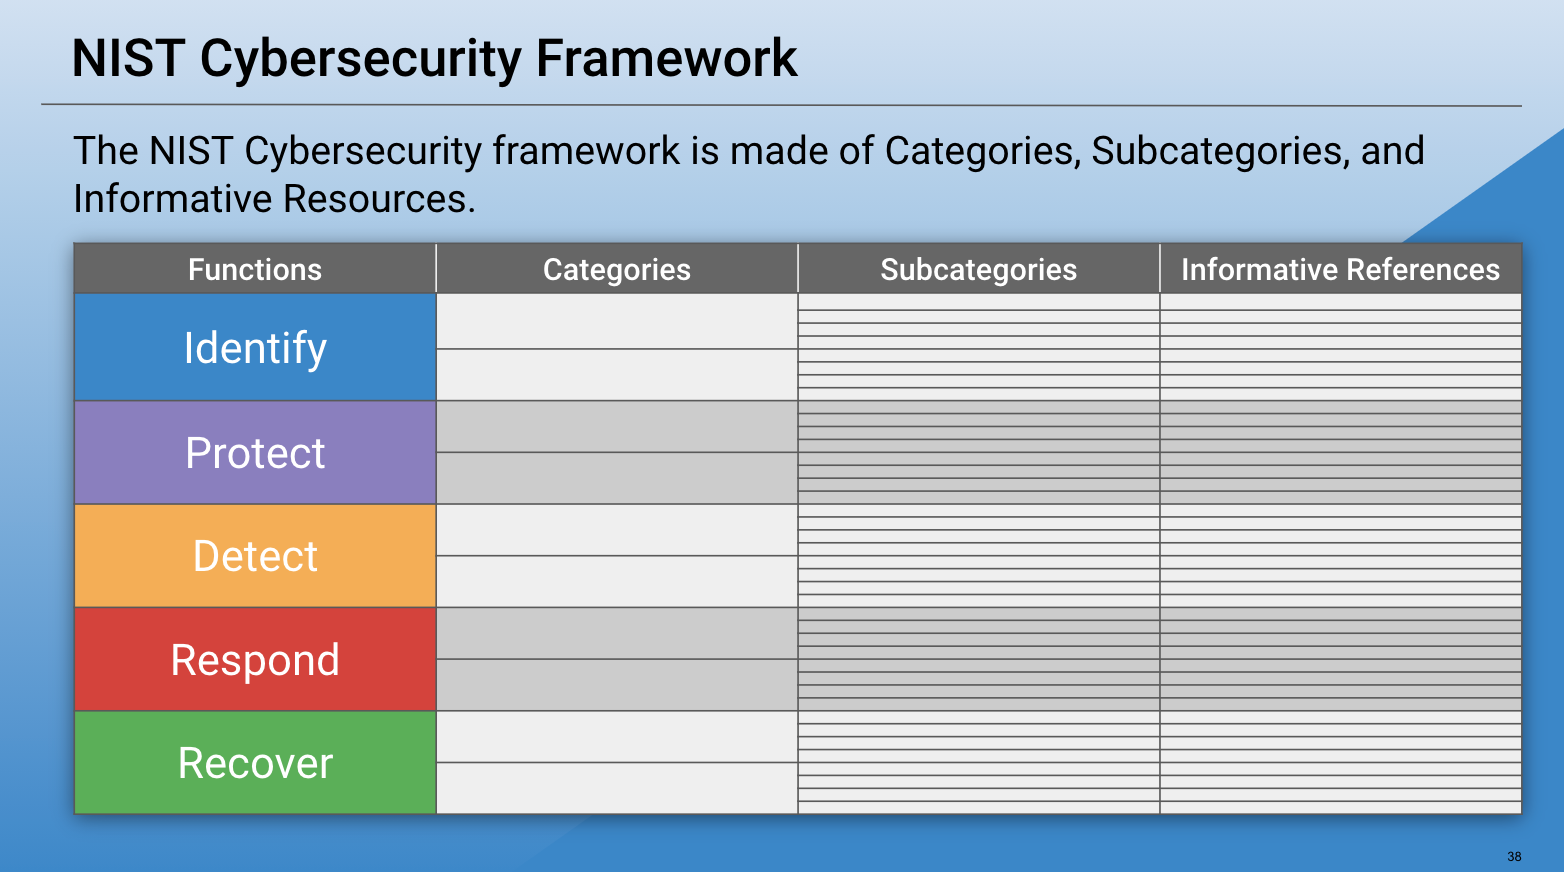 NIST Cybersecurity Framework
The NIST Cybersecurity framework is made of Categories, Subcategories, and
Informative Resources.
Functions Categories Subcategories Informative References
Identify
Protect
Detect
Respond
Recover
38